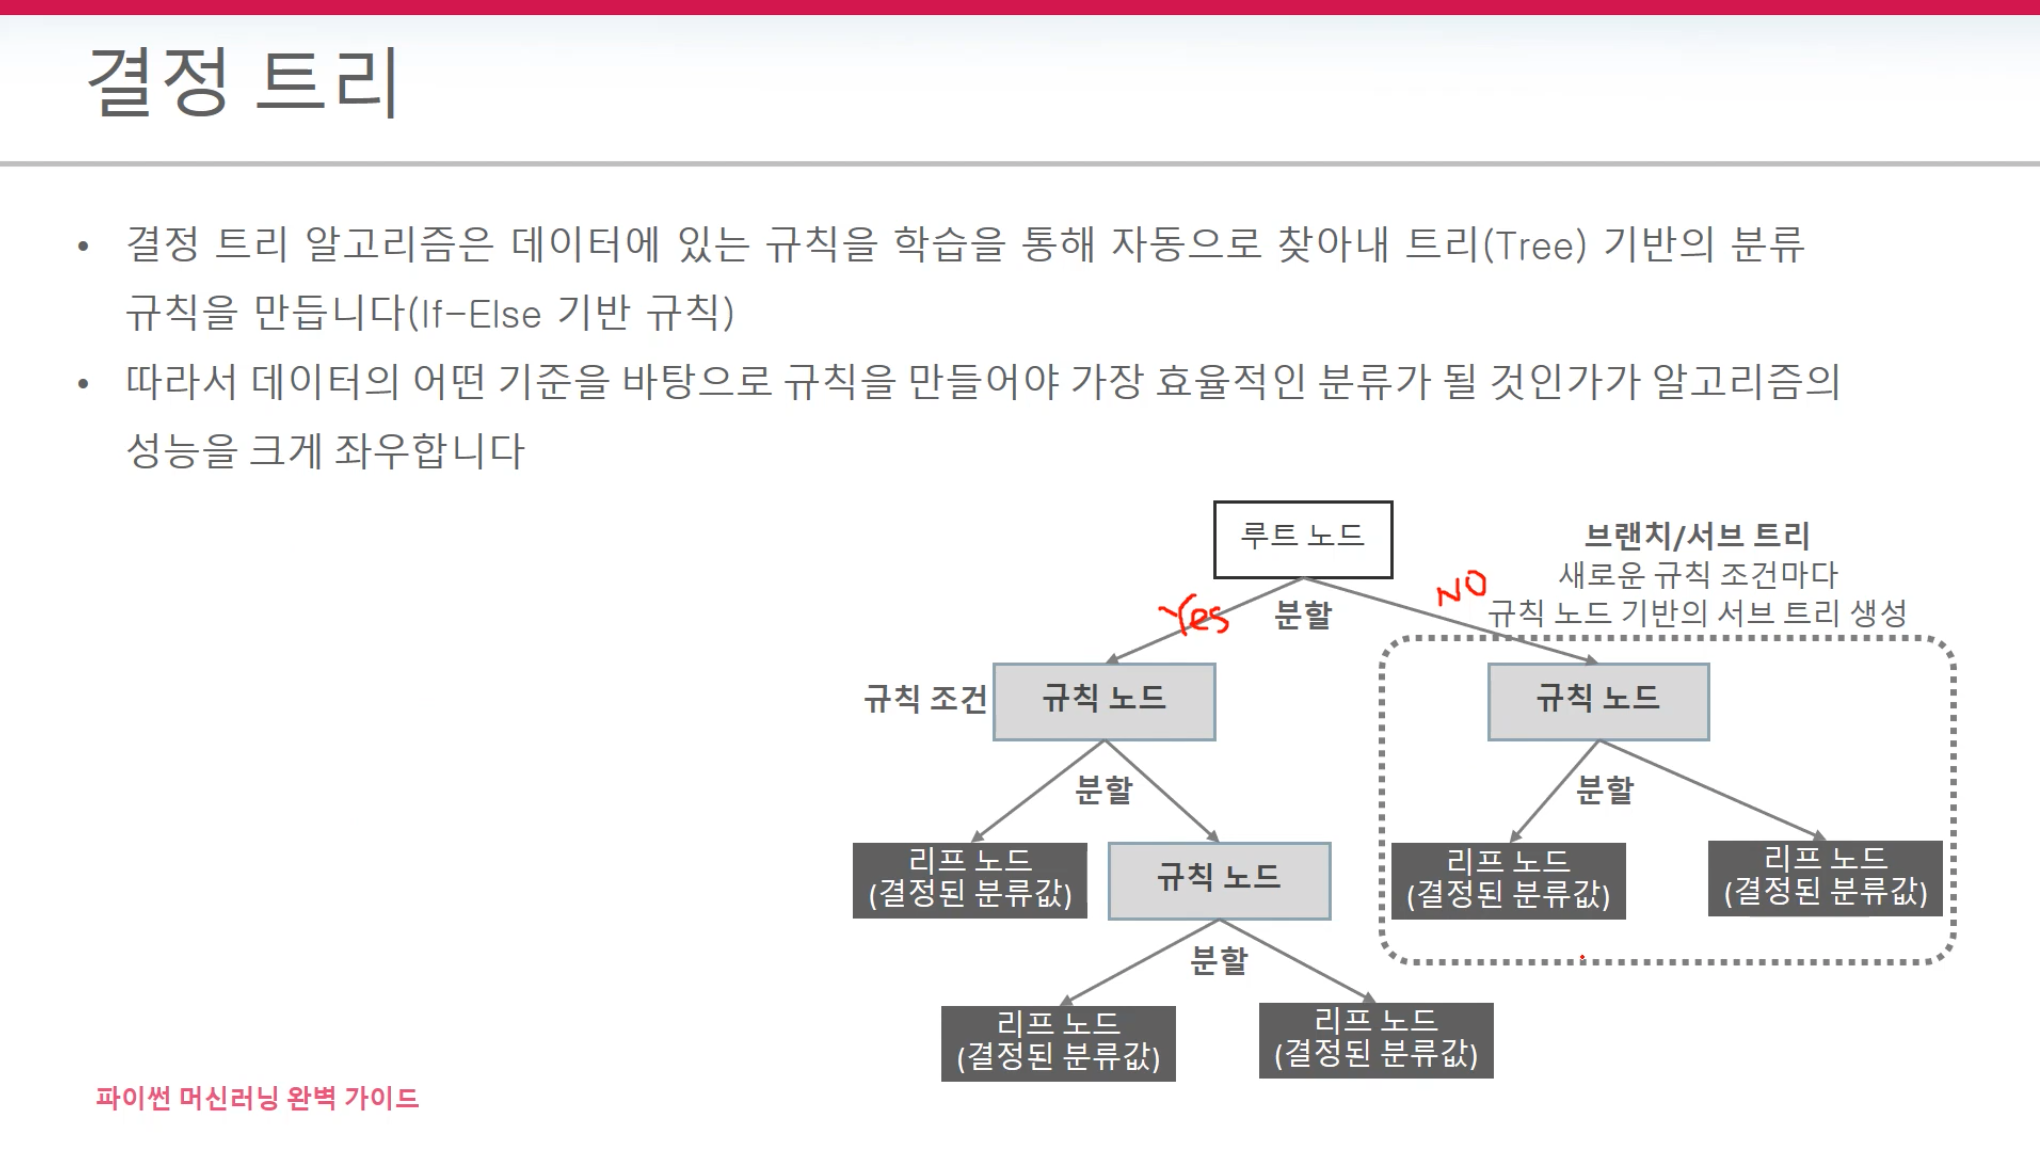 결정 트리
• 결정 트리 알고리즘은 데이터에 있는 규칙을 학습을 통해 자동으로 찾아내 트리(Tree) 기반의 분류
규칙을 만듭니다(If-Else 기반 규칙)
• 따라서 데이터의 어떤 기준을 바탕으로 규칙을 만들어야 가장 효율적인 분류가 될 것인가가 알고리즘의
성능을 크게 좌우합니다
루트 노드
브랜치/서브 트리
새로운 규칙 조건마다
규칙 노드 기반의 서브 트리 생성
Yes
분할
NO
규칙 조건
규칙 노드
규칙 노드
분할
분할
리프 노드
(결정된 분류값)
규칙 노드
리프 노드
(결정된 분류값)
리프 노드
(결정된 분류값)
분할
리프 노드
(결정된 분류값)
리프 노드
(결정된 분류값)
파이썬 머신러닝 완벽 가이드